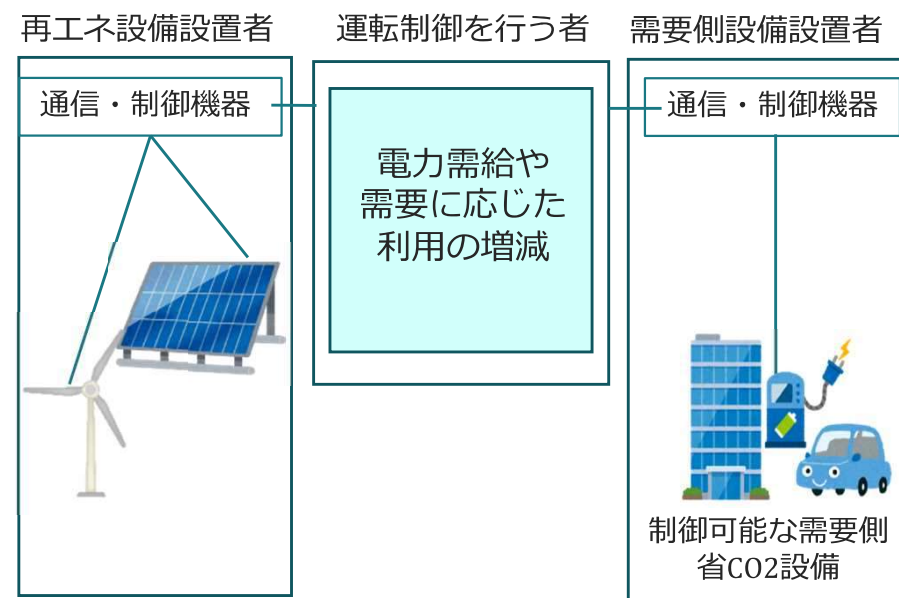 再エネ設備設置者
運転制御を行う者
需要側設備設置者
通信・制御機器
電力需給や
需要に応じた
利用の増減
通信・制御機器
制御可能な需要側
省CO2設備